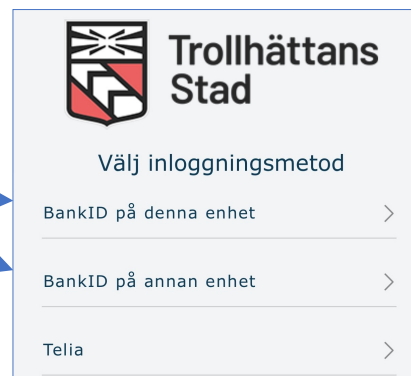 Trollhättans
Stad
Välj inloggningsmetod
BankID på denna enhet
BankID på annan enhet
Telia